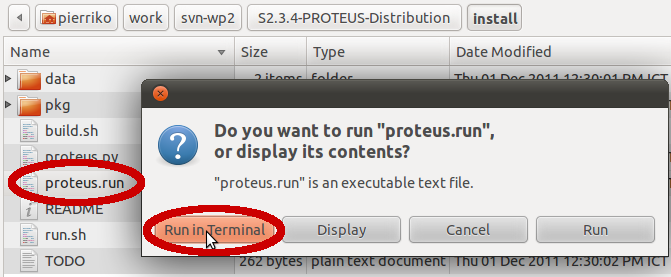 pierriko work svn-wp2 S2.3.4-PROTEUS-Distribution install
Name Size Type Date Modified
data 2 items folder Thu 01 Dec 2011 12:30:01 PM ICT
pkg
Do you want to run "proteus.run",
or display its contents?
build.sh
proteus.py
proteus.run
"proteus.run" is an executable text file.
README
run.sh
Run in Terminal Display Cancel Run
TODO 262 bytes plain text document Thu 01 Dec 2011 12:30:02 PM ICT